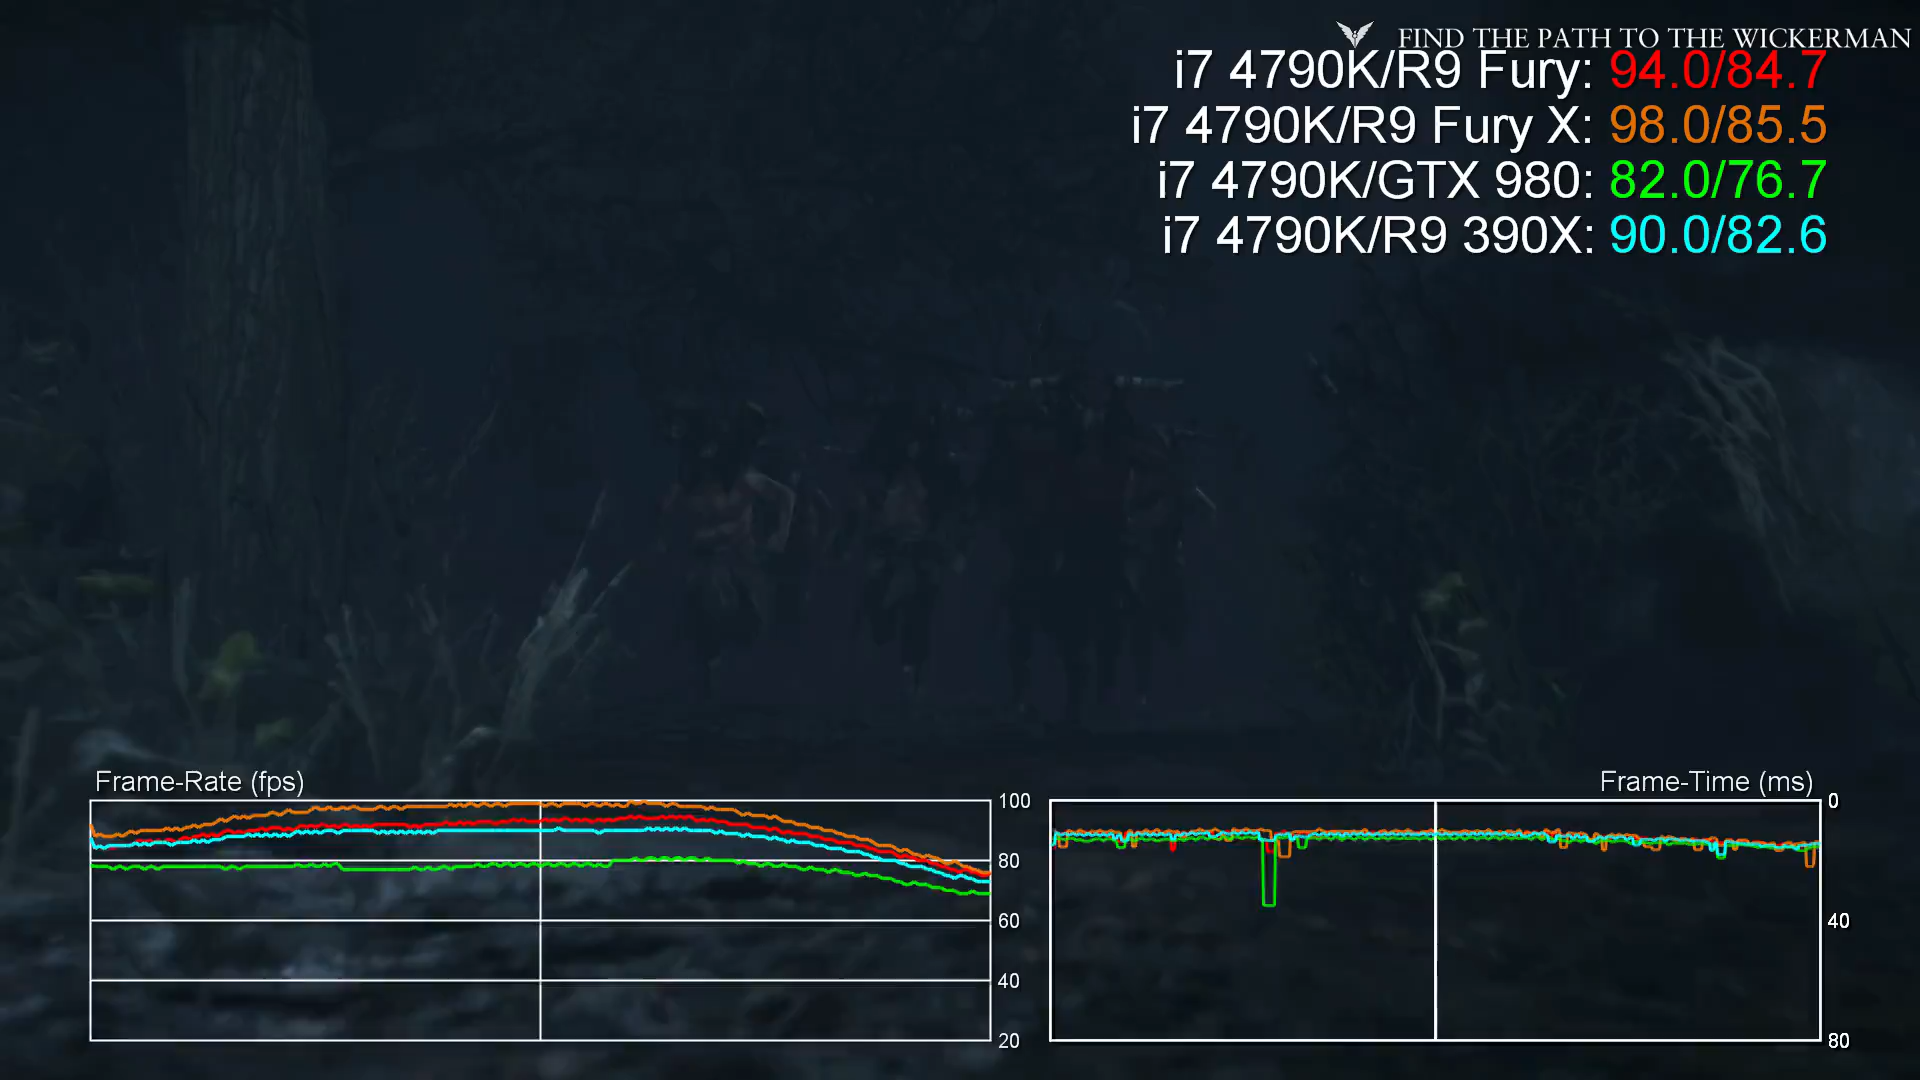 FIND THE PATH TO THE WICKERMAN
i7 4790K/R9 Fury: 94.0/84.7
i7 4790K/R9 Fury X: 98.0/85.5
i7 4790K/GTX 980: 82.0/76.7
i7 4790K/R9 390X: 90.0/82.6
Frame-Rate (fps)
100
80
60
40
20
Frame-Time (ms)
0
40
80